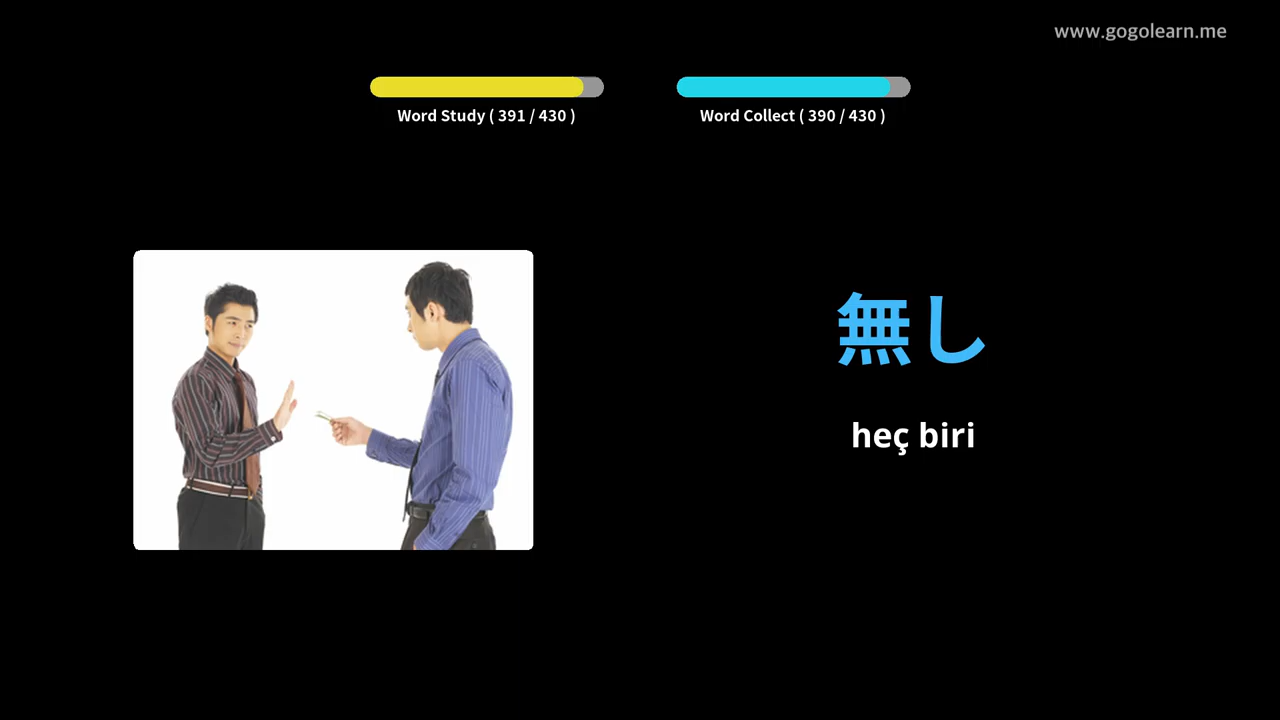 www.gogolearn.me
Word Study ( 391 / 430 )
Word Collect ( 390 / 430 )
無し
heç biri